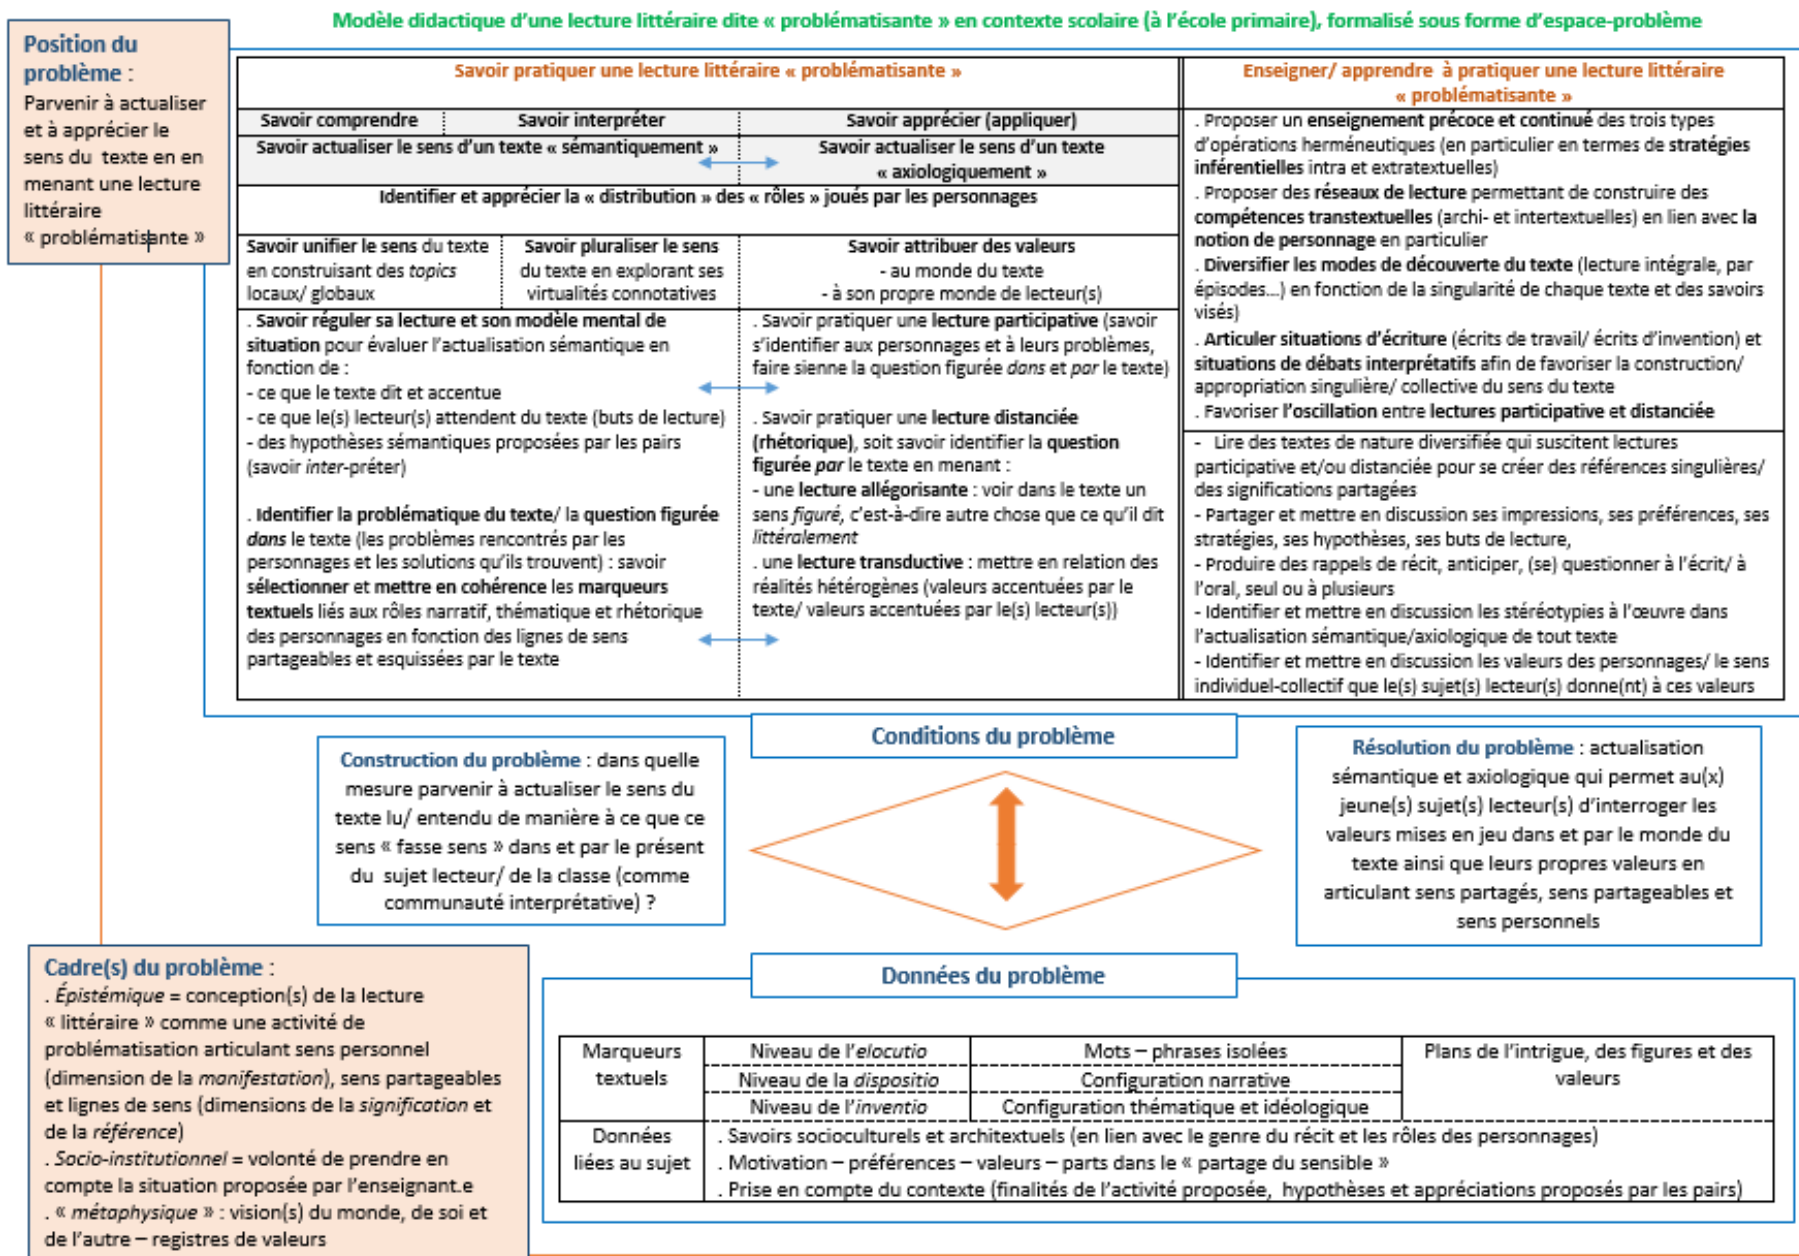 Modèle didactique d'une lecture littéraire dite « problématisante » en contexte scolaire (à l'école primaire), formalisé sous forme d'espace-problème
Position du
problème :
Parvenir à actualiser
et à apprécier le
sens du texte en en
menant une lecture
littéraire
« problématisante »
Savoir pratiquer une lecture littéraire « problématisante »
Savoir comprendre
Savoir interpréter
Savoir apprécier (appliquer)
Savoir actualiser le sens d'un texte « sémantiquement »
Savoir actualiser le sens d'un texte
« axiologiquement »
Identifier et apprécier la « distribution » des « rôles » joués par les personnages
Savoir unifier le sens du texte
en construisant des topics
locaux/ globaux
Savoir pluraliser le sens
du texte en explorant ses
virtualités connotatives
Savoir attribuer des valeurs
- au monde du texte
- à son propre monde de lecteur(s)
. Savoir réguler sa lecture et son modèle mental de
situation pour évaluer l'actualisation sémantique en
fonction de :
- ce que le texte dit et accentue
- ce que le(s) lecteur(s) attendent du texte (buts de lecture)
- des hypothèses sémantiques proposées par les pairs
(savoir inter-préter)
. Identifier la problématique du texte/ la question figurée
dans le texte (les problèmes rencontrés par les
personnages et les solutions qu'ils trouvent) : savoir
sélectionner et mettre en cohérence les marqueurs
textuels liés aux rôles narratif, thématique et rhétorique
des personnages en fonction des lignes de sens
partageables et esquissées par le texte
. Savoir pratiquer une lecture participative (savoir
s'identifier aux personnages et à leurs problèmes,
faire sienne la question figurée dans et par le texte)
. Savoir pratiquer une lecture distanciée
(rhétorique), soit savoir identifier la question
figurée par le texte en menant :
- une lecture allégorisante : voir dans le texte un
sens figuré, c'est-à-dire autre chose que ce qu'il dit
littéralement
. une lecture transductive : mettre en relation des
réalités hétérogènes (valeurs accentuées par le
texte/ valeurs accentuées par le(s) lecteur(s))
Enseigner/ apprendre à pratiquer une lecture littéraire
« problématisante »
. Proposer un enseignement précoce et continué des trois types
d'opérations herméneutiques (en particulier en termes de stratégies
inférentielles intra et extratextuelles)
. Proposer des réseaux de lecture permettant de construire des
compétences transtextuelles (archi- et intertextuelles) en lien avec la
notion de personnage en particulier
. Diversifier les modes de découverte du texte (lecture intégrale, par
épisodes...) en fonction de la singularité de chaque texte et des savoirs
visés)
. Articuler situations d'écriture (écrits de travail/ écrits d'invention) et
situations de débats interprétatifs afin de favoriser la construction/
appropriation singulière/ collective du sens du texte
. Favoriser l'oscillation entre lectures participative et distanciée
- Lire des textes de nature diversifiée qui suscitent lectures
participative et/ou distanciée pour se créer des références singulières/
des significations partagées
- Partager et mettre en discussion ses impressions, ses préférences, ses
stratégies, ses hypothèses, ses buts de lecture,
- Produire des rappels de récit, anticiper, (se) questionner à l'écrit/ à
l'oral, seul ou à plusieurs
- Identifier et mettre en discussion les stéréotypies à l'œuvre dans
l'actualisation sémantique/axiologique de tout texte
- Identifier et mettre en discussion les valeurs des personnages/ le sens
individuel-collectif que le(s) sujet(s) lecteur(s) donne(nt) à ces valeurs
Conditions du problème
Construction du problème : dans quelle
mesure parvenir à actualiser le sens du
texte lu/ entendu de manière à ce que ce
sens « fasse sens » dans et par le présent
du sujet lecteur/ de la classe (comme
communauté interprétative) ?
Résolution du problème : actualisation
sémantique et axiologique qui permet au(x)
jeune(s) sujet(s) lecteur(s) d'interroger les
valeurs mises en jeu dans et par le monde du
texte ainsi que leurs propres valeurs en
articulant sens partagés, sens partageables et
sens personnels
Cadre(s) du problème :
. Épistémique = conception(s) de la lecture
« littéraire » comme une activité de
problématisation articulant sens personnel
(dimension de la manifestation), sens partageables
et lignes de sens (dimensions de la signification et
de la référence)
. Socio-institutionnel = volonté de prendre en
compte la situation proposée par l'enseignant.e
. « métaphysique » : vision(s) du monde, de soi et
de l'autre – registres de valeurs
Données du problème
Marqueurs
textuels
Niveau de l'elocutio
Mots – phrases isolées
Plans de l'intrigue, des figures et des
valeurs
Niveau de la dispositio
Configuration narrative
Niveau de l'inventio
Configuration thématique et idéologique
Données
liées au sujet
. Savoirs socioculturels et architextuels (en lien avec le genre du récit et les rôles des personnages)
. Motivation – préférences – valeurs – parts dans le « partage du sensible »
. Prise en compte du contexte (finalités de l'activité proposée, hypothèses et appréciations proposés par les pairs)